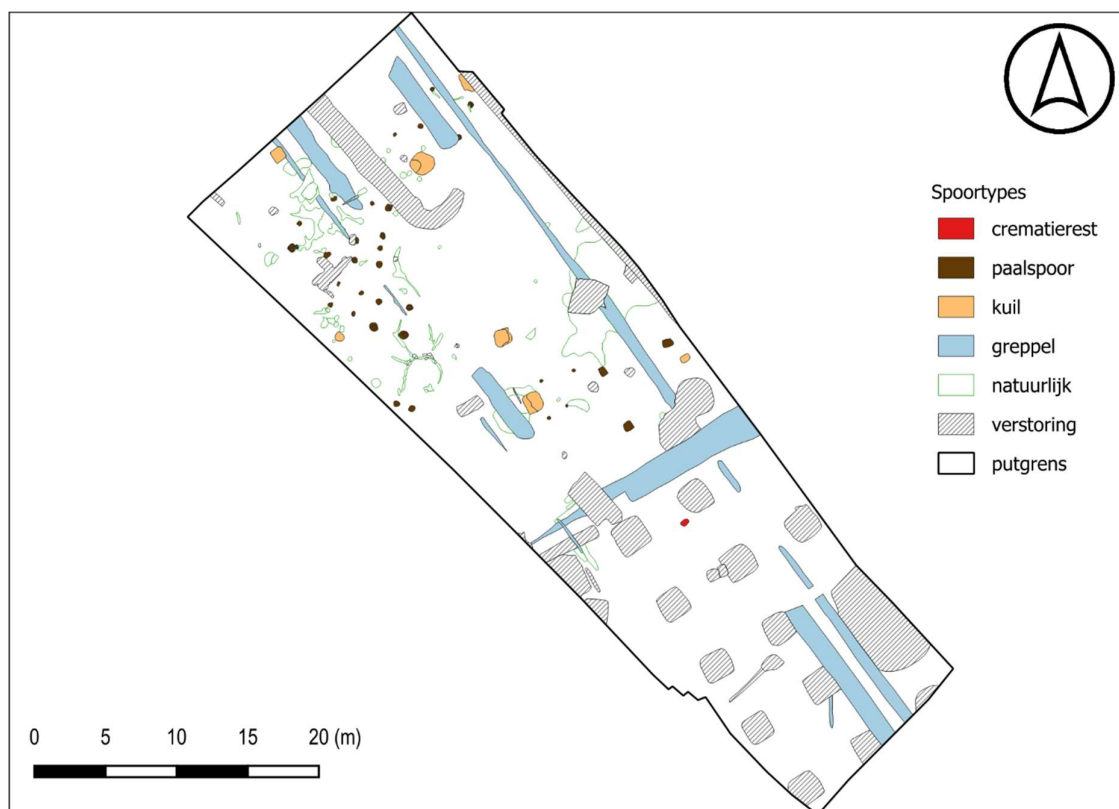 Spoortypes
crematierest
paalspoor
kuil
greppel
natuurlijk
verstoring
putgrens
0 5 10 15 20 (m)